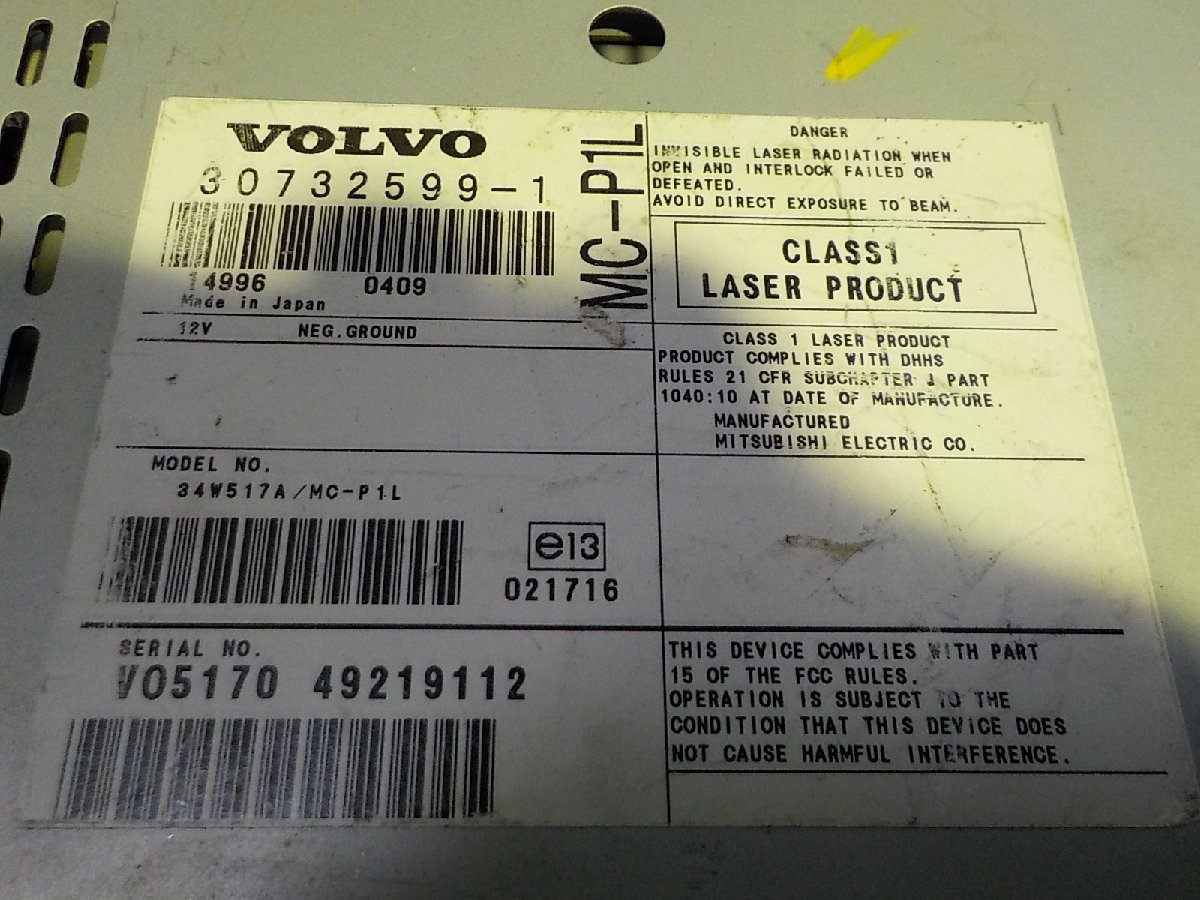 VOLVO
30732599-1
14996 0409
Made in Japan
MC-P1L
12V NEG.GROUND
MODEL NO.
34W517A/MC-P1L
e13
021716
SERIAL NO.
VO5170 49219112
DANGER
INVISIBLE LASER RADIATION WHEN
OPEN AND INTERLOCK FAILED OR
DEFEATED.
AVOID DIRECT EXPOSURE TO BEAM.
CLASS1
LASER PRODUCT
CLASS 1 LASER PRODUCT
PRODUCT COMPLIES WITH DHHS
RULES 21 CFR SUBCHAPTER J PART
1040:10 AT DATE OF MANUFACTURE.
MANUFACTURED
MITSUBISHI ELECTRIC CO.
THIS DEVICE COMPLIES WITH PART
15 OF THE FCC RULES.
OPERATION IS SUBJECT TO THE
CONDITION THAT THIS DEVICE DOES
NOT CAUSE HARMFUL INTERFERENCE.